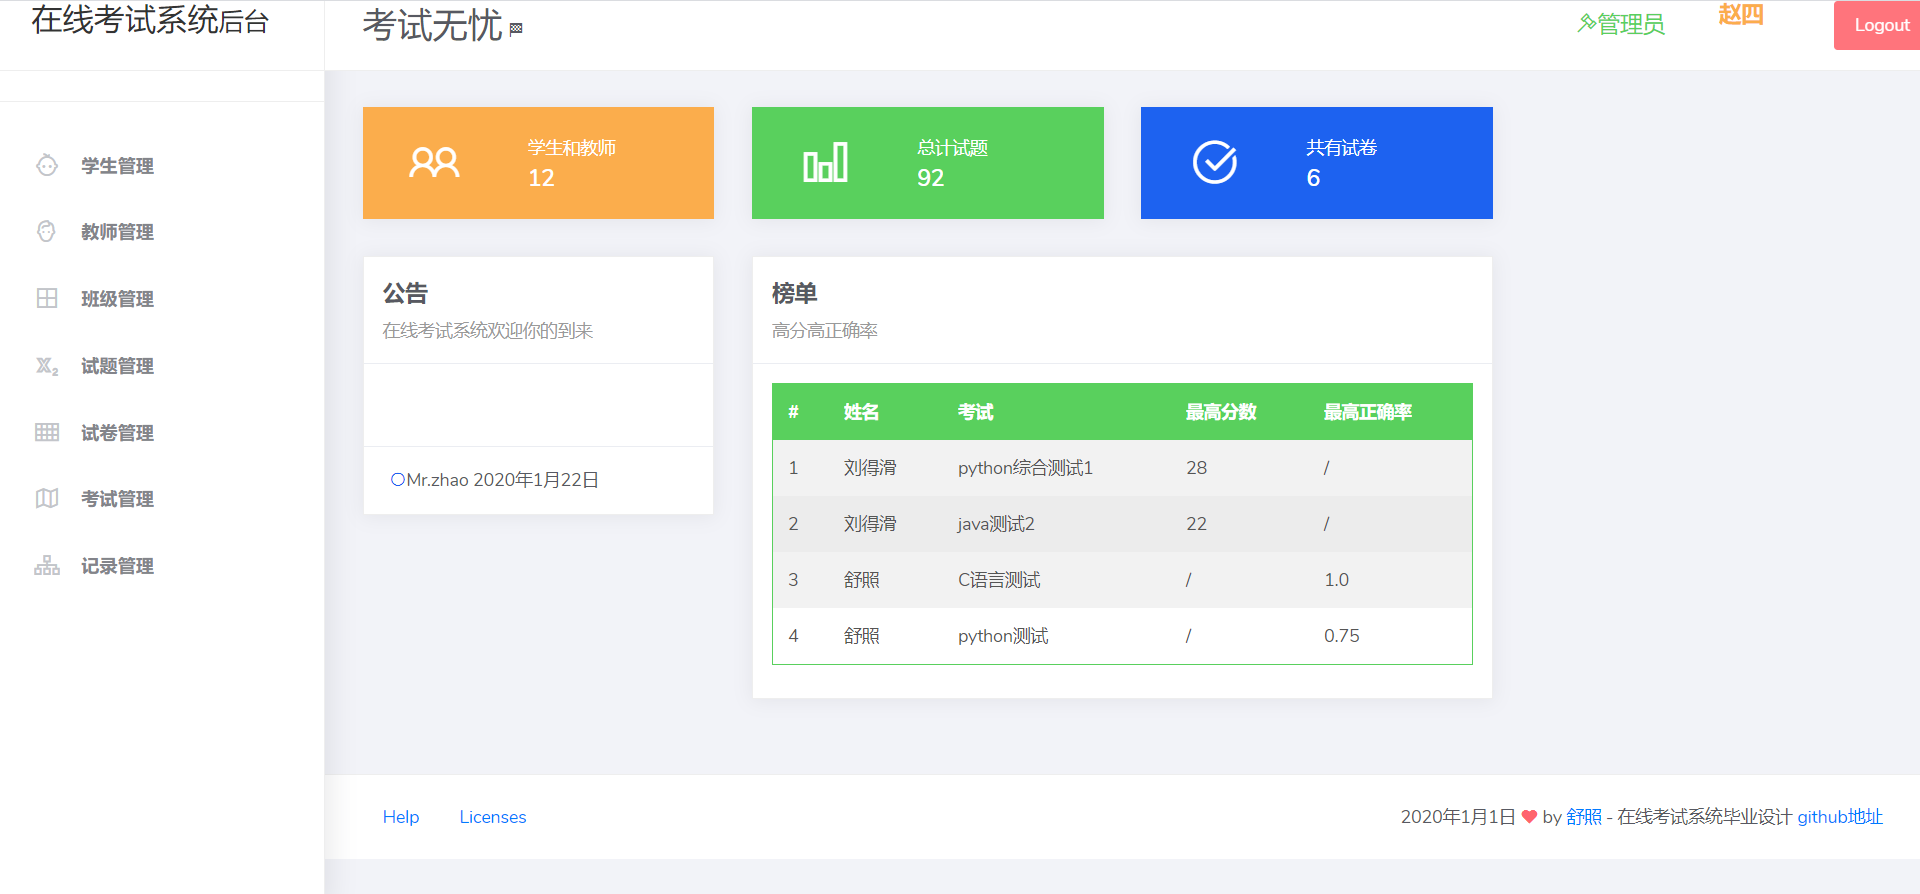 在线考试系统后台
考试无忧
管理员
赵四
Logout
学生管理
教师管理
班级管理
试题管理
试卷管理
考试管理
记录管理
学生和教师
12
总计试题
92
共有试卷
6
公告
在线考试系统欢迎你的到来
Mr.zhao 2020年1月22日
榜单
高分高正确率
# 姓名 考试 最高分数 最高正确率
1 刘得滑 python综合测试1 28 /
2 刘得滑 java测试2 22 /
3 舒照 C语言测试 / 1.0
4 舒照 python测试 / 0.75
Help Licenses
2020年1月1日 ❤ by 舒照 - 在线考试系统毕业设计 github地址